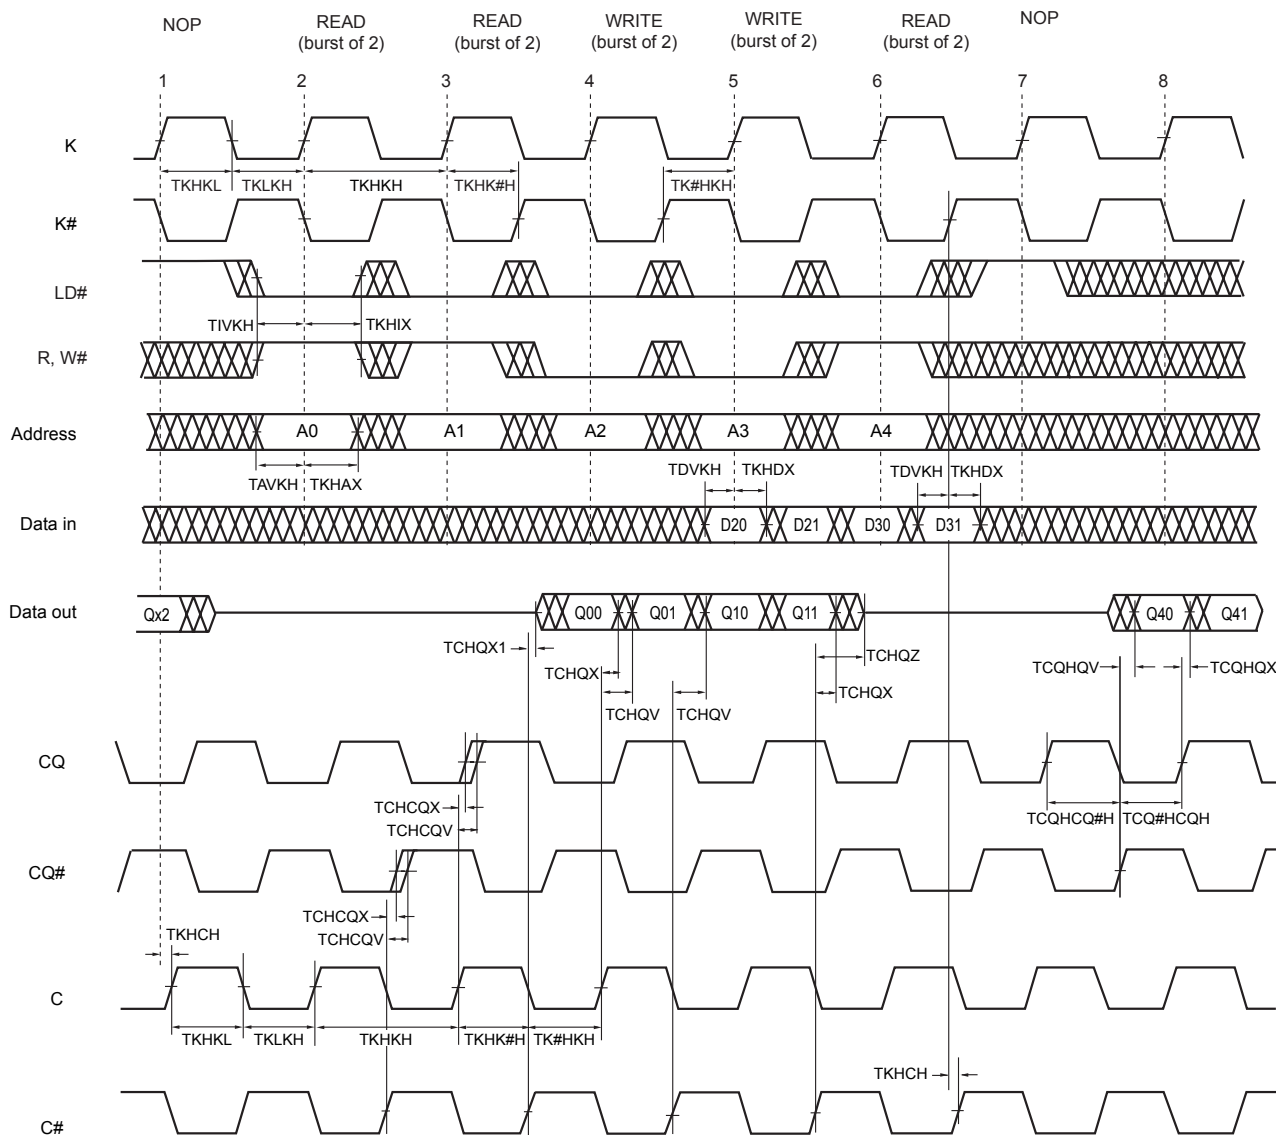 NOP READ READ WRITE WRITE READ NOP
(burst of 2) (burst of 2) (burst of 2) (burst of 2) (burst of 2)
1 2 3 4 5 6 7 8
K
TKHKL TKLKH TKHKH TKHK#H TK#HKH
K#
LD#
TIVKH TKHIX
R, W#
Address A0 A1 A2 A3 A4
TDVKH TKHDX TDVKH TKHDX
TAVKH TKHAX
Data in D20 D21 D30 D31
Data out Qx2 Q00 Q01 Q10 Q11 Q40 Q41
TCHQX1 TCHQZ
TCHQX TCQHQV TCQHQX
TCHQX
TCHQV TCHQV
CQ
TCHCQX TCQHCQ#H TCQ#HCQH
TCHCQV
CQ#
TCHCQX
TKHCH TCHCQV
C
TKHKL TKLKH TKHKH TKHK#H TK#HKH
TKHCH
C#